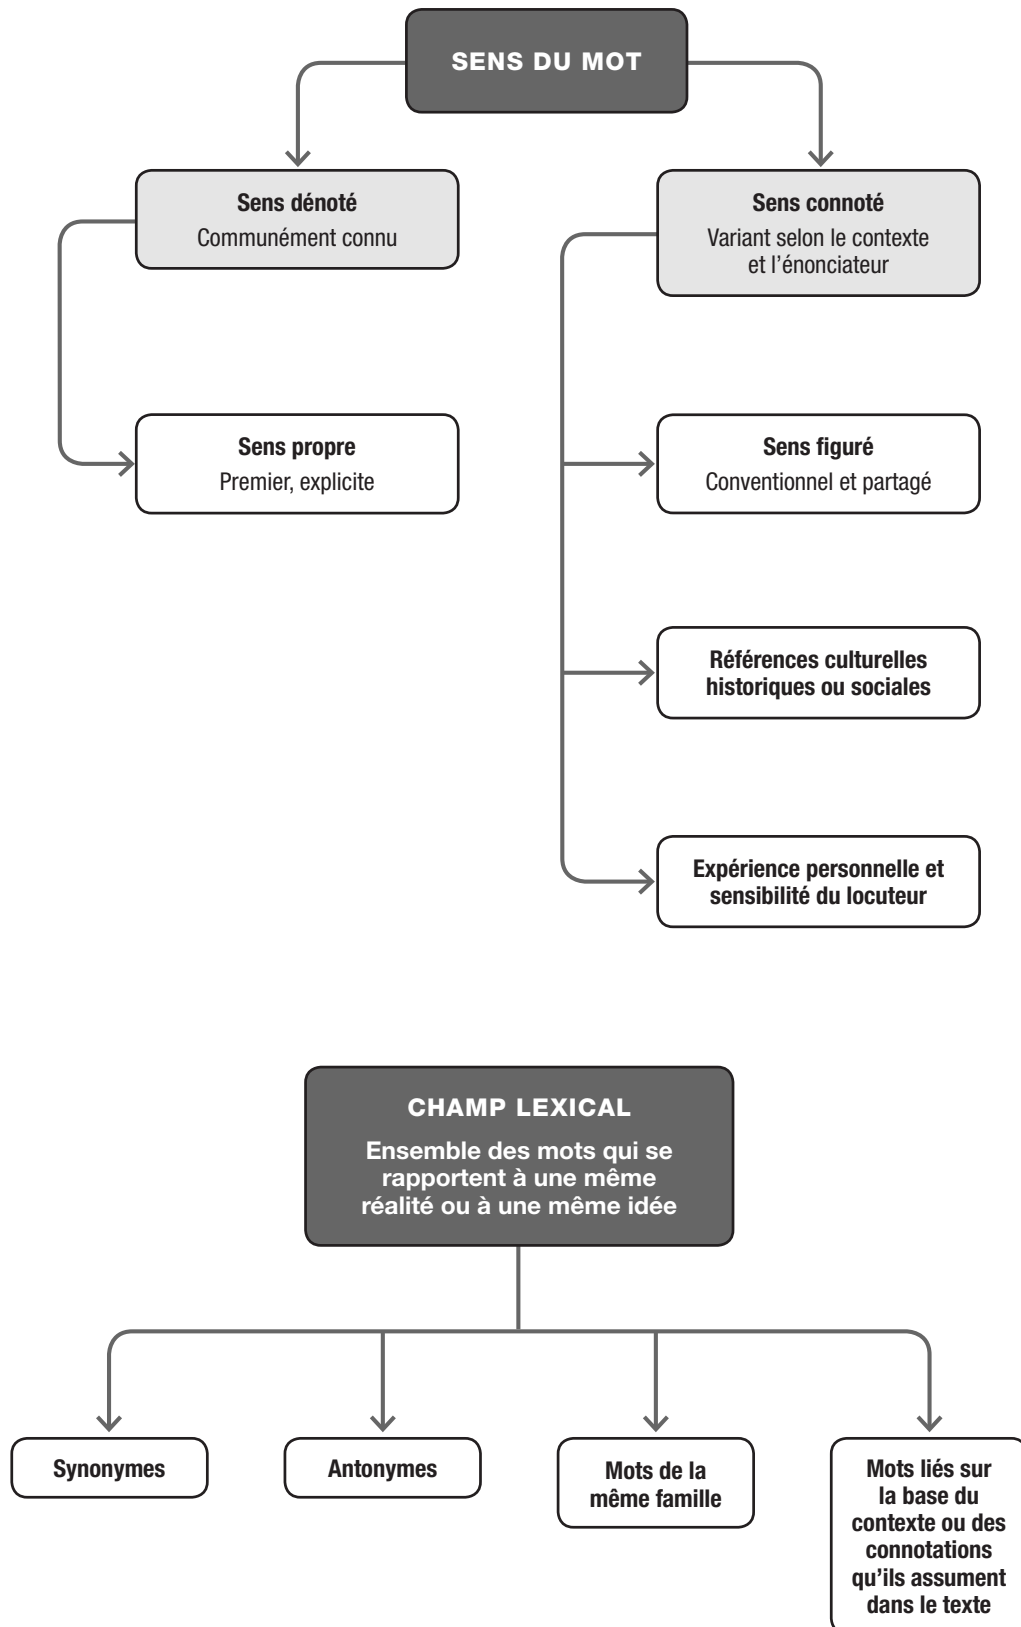 SENS DU MOT
Sens dénoté
Communément connu
Sens connoté
Variant selon le contexte
et l'énonciateur
Sens propre
Premier, explicite
Sens figuré
Conventionnel et partagé
Références culturelles
historiques ou sociales
Expérience personnelle et
sensibilité du locuteur
CHAMP LEXICAL
Ensemble des mots qui se
rapportent à une même
réalité ou à une même idée
Synonymes
Antonymes
Mots de la
même famille
Mots liés sur
la base du
contexte ou des
connotations
qu'ils assument
dans le texte